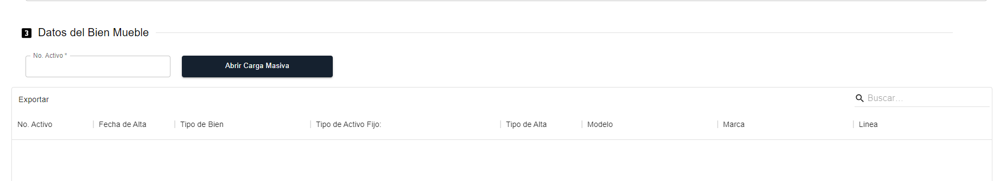 3 Datos del Bien Mueble
No. Activo *
Abrir Carga Masiva
Exportar
Buscar...
No. Activo Fecha de Alta Tipo de Bien Tipo de Activo Fijo: Tipo de Alta Modelo Marca Linea